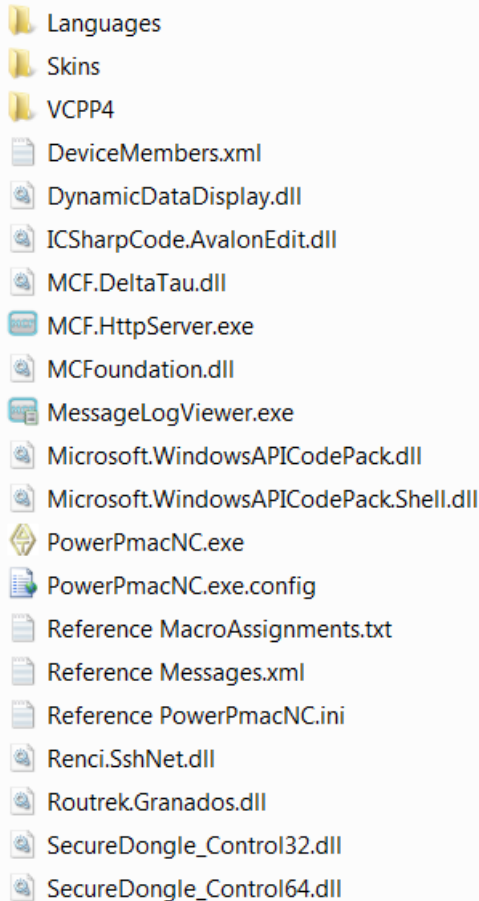 Languages
Skins
VCPP4
DeviceMembers.xml
DynamicDataDisplay.dll
ICSharpCode.AvalonEdit.dll
MCF.DeltaTau.dll
MCF.HttpServer.exe
MCFoundation.dll
MessageLogViewer.exe
Microsoft.WindowsAPICodePack.dll
Microsoft.WindowsAPICodePack.Shell.dll
PowerPmacNC.exe
PowerPmacNC.exe.config
Reference MacroAssignments.txt
Reference Messages.xml
Reference PowerPmacNC.ini
Renci.SshNet.dll
Routrek.Granados.dll
SecureDongle_Control32.dll
SecureDongle_Control64.dll